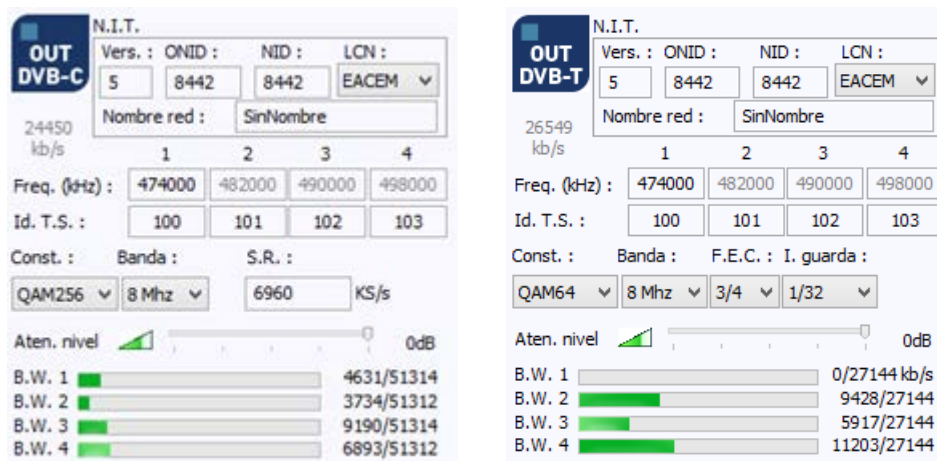 N.I.T.
OUT
DVB-C
Vers. : ONID : NID : LCN :
5 8442 8442 EACEM
Nombre red : SinNombre
24450
kb/s
1 2 3 4
Freq. (kHz) : 474000 482000 490000 498000
Id. T.S. : 100 101 102 103
Const. : Banda : S.R. :
QAM256 8 Mhz 6960 KS/s
Aten. nivel 0dB
B.W. 1 4631/51314
B.W. 2 3734/51312
B.W. 3 9190/51314
B.W. 4 6893/51312
N.I.T.
OUT
DVB-T
Vers. : ONID : NID : LCN :
5 8442 8442 EACEM
Nombre red : SinNombre
26549
kb/s
1 2 3 4
Freq. (kHz) : 474000 482000 490000 498000
Id. T.S. : 100 101 102 103
Const. : Banda : F.E.C. : I. guarda :
QAM64 8 Mhz 3/4 1/32
Aten. nivel 0dB
B.W. 1 0/27144 kb/s
B.W. 2 9428/27144
B.W. 3 5917/27144
B.W. 4 11203/27144